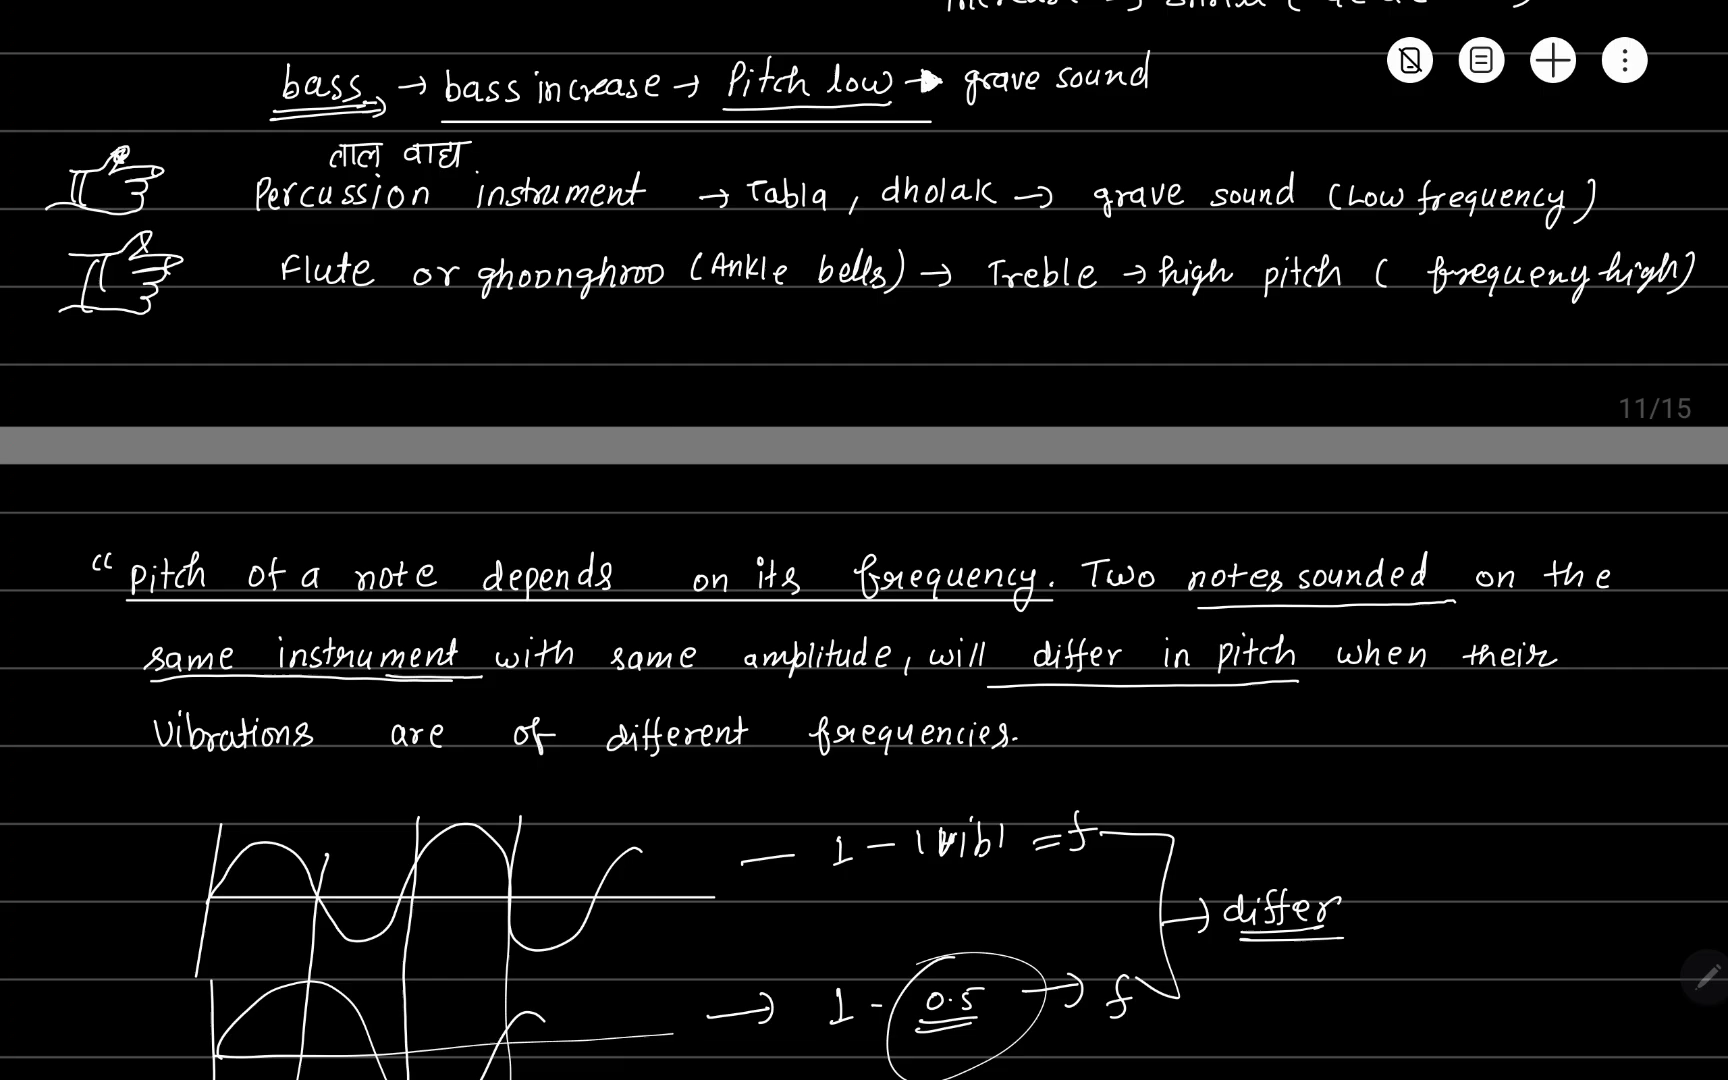 bass → bass increase → Pitch low → grave sound
ताल वाद्य
Percussion instrument → Tabla, dholak → grave sound (Low frequency)
Flute or ghoonghroo (Ankle bells) → Treble → high pitch ( frequeny high)
11/15
“ Pitch of a note depends on its frequency. Two notes sounded on the
same instrument with same amplitude, will differ in pitch when their
vibrations are of different frequencies.
— 1 – 1 vib) = f
→ differ
→ 1 - 0.5 → f